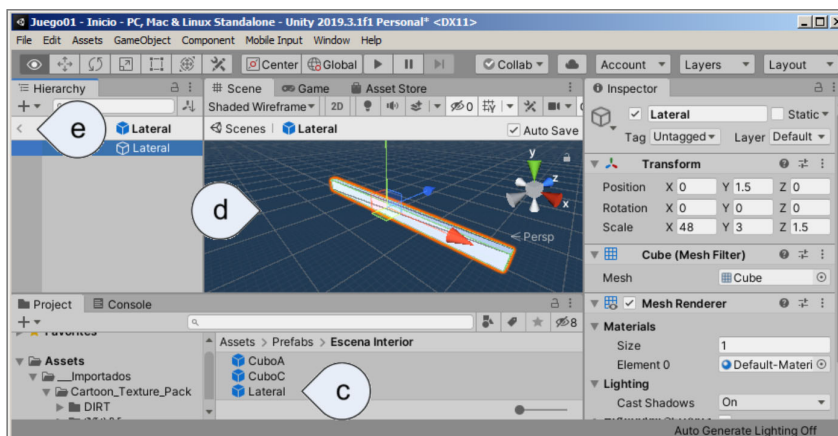 Juego01 - Inicio - PC, Mac & Linux Standalone - Unity 2019.3.1f1 Personal* <DX11>
File Edit Assets GameObject Component Mobile Input Window Help
Center Global Collab Account Layers Layout
Hierarchy
Scene Game Asset Store
Inspector
Shaded Wireframe 2D 0
Lateral Static
e Lateral
Scenes Lateral Auto Save
Tag Untagged Layer Default
Lateral
y
z
x
Persp
d
Transform
Position X 0 Y 1.5 Z 0
Rotation X 0 Y 0 Z 0
Scale X 48 Y 3 Z 1.5
Cube (Mesh Filter)
Mesh Cube
Project Console
8
Favorites
Assets > Prefabs > Escena Interior
Assets
__Importados
Cartoon_Texture_Pack
DIRT
CuboA
CuboC
Lateral
c
Mesh Renderer
Materials
Size 1
Element 0 Default-Materi
Lighting
Cast Shadows On
Auto Generate Lighting Off